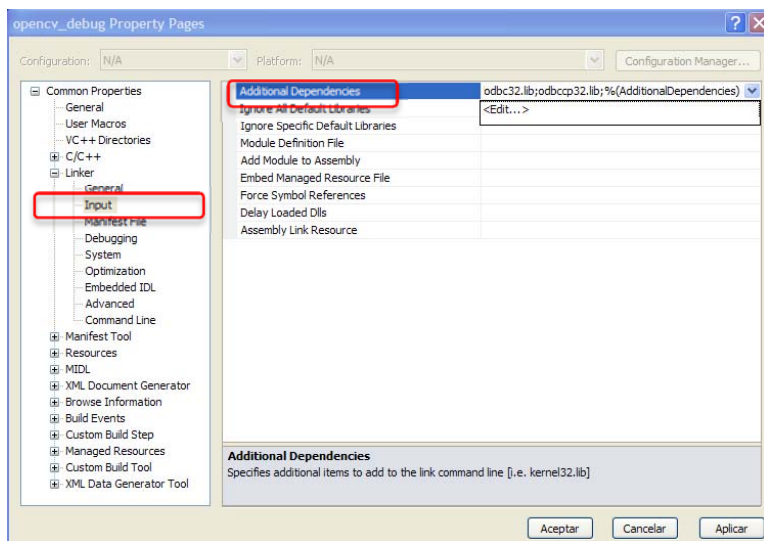 opencv_debug Property Pages
Configuration: N/A Platform: N/A Configuration Manager...
Common Properties
General
User Macros
VC++ Directories
C/C++
Linker
General
Input
Manifest File
Debugging
System
Optimization
Embedded IDL
Advanced
Command Line
Manifest Tool
Resources
MIDL
XML Document Generator
Browse Information
Build Events
Custom Build Step
Managed Resources
Custom Build Tool
XML Data Generator Tool
Additional Dependencies odbc32.lib;odbccp32.lib;%(AdditionalDependencies)
Ignore All Default Libraries <Edit...>
Ignore Specific Default Libraries
Module Definition File
Add Module to Assembly
Embed Managed Resource File
Force Symbol References
Delay Loaded Dlls
Assembly Link Resource
Additional Dependencies
Specifies additional items to add to the link command line [i.e. kernel32.lib]
Aceptar Cancelar Aplicar